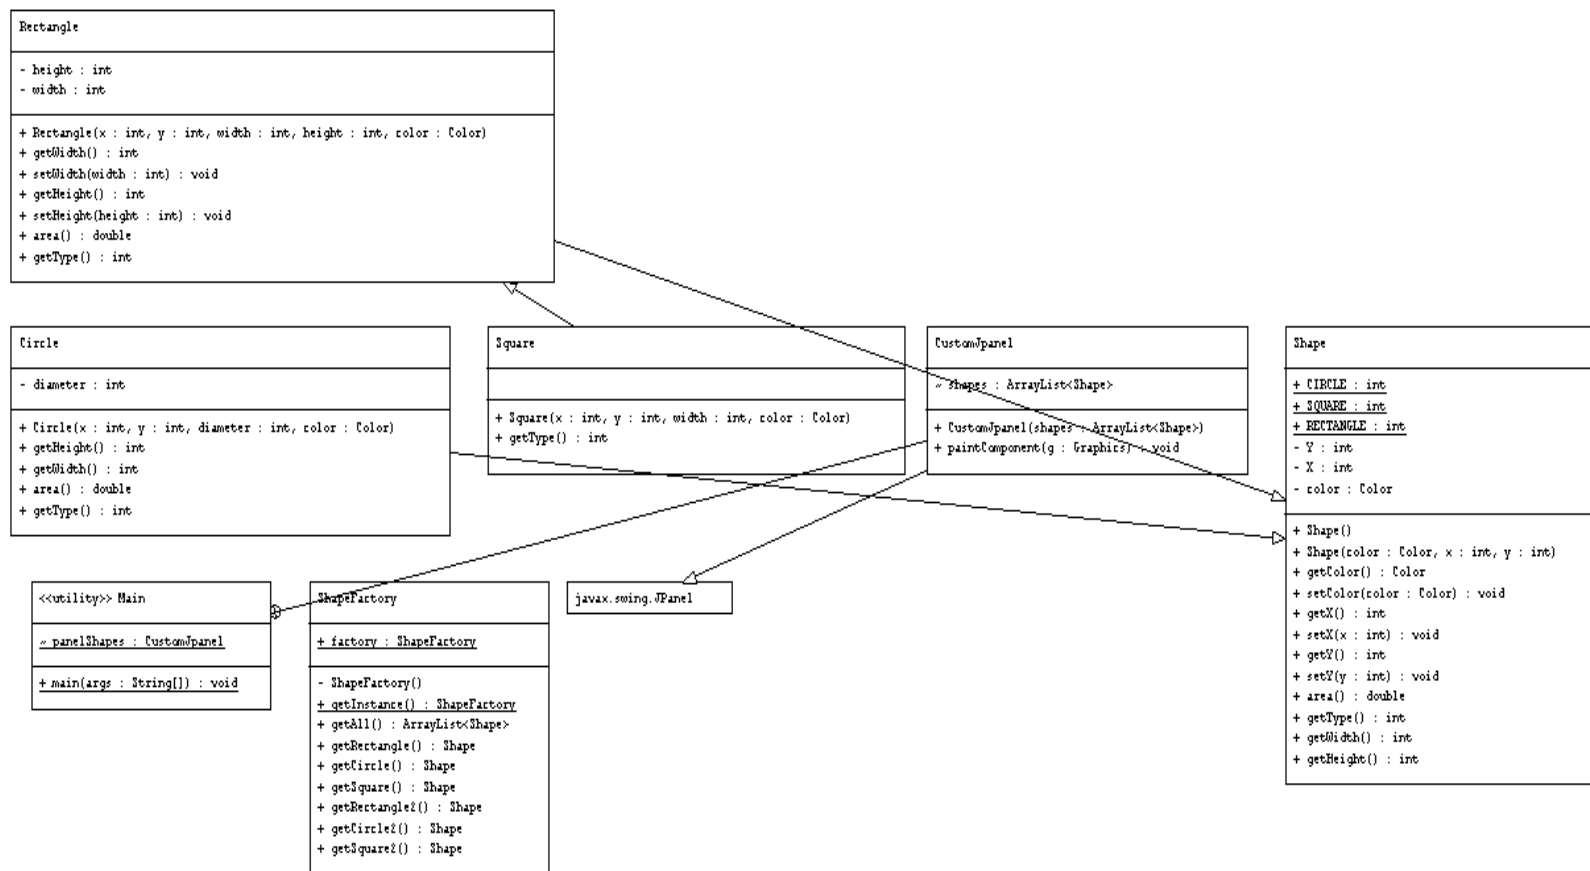 Rectangle
- height : int
- width : int
+ Rectangle(x : int, y : int, width : int, height : int, color : Color)
+ getWidth() : int
+ setWidth(width : int) : void
+ getHeight() : int
+ setHeight(height : int) : void
+ area() : double
+ getType() : int
Circle
- diameter : int
+ Circle(x : int, y : int, diameter : int, color : Color)
+ getHeight() : int
+ getWidth() : int
+ area() : double
+ getType() : int
Square
+ Square(x : int, y : int, width : int, color : Color)
+ getType() : int
CustomJpanel
~ shapes : ArrayList<Shape>
+ CustomJpanel(shapes : ArrayList<Shape>)
+ paintComponent(g : Graphics) : void
Shape
+ CIRCLE : int
+ SQUARE : int
+ RECTANGLE : int
- Y : int
- X : int
- color : Color
+ Shape()
+ Shape(color : Color, x : int, y : int)
+ getColor() : Color
+ setColor(color : Color) : void
+ getX() : int
+ setX(x : int) : void
+ getY() : int
+ setY(y : int) : void
+ area() : double
+ getType() : int
+ getWidth() : int
+ getHeight() : int
<<utility>> Main
~ panelShapes : CustomJpanel
+ main(args : String[]) : void
ShapeFactory
+ factory : ShapeFactory
- ShapeFactory()
+ getInstance() : ShapeFactory
+ getAll() : ArrayList<Shape>
+ getRectangle() : Shape
+ getCircle() : Shape
+ getSquare() : Shape
+ getRectangle2() : Shape
+ getCircle2() : Shape
+ getSquare2() : Shape
javax.swing.JPanel